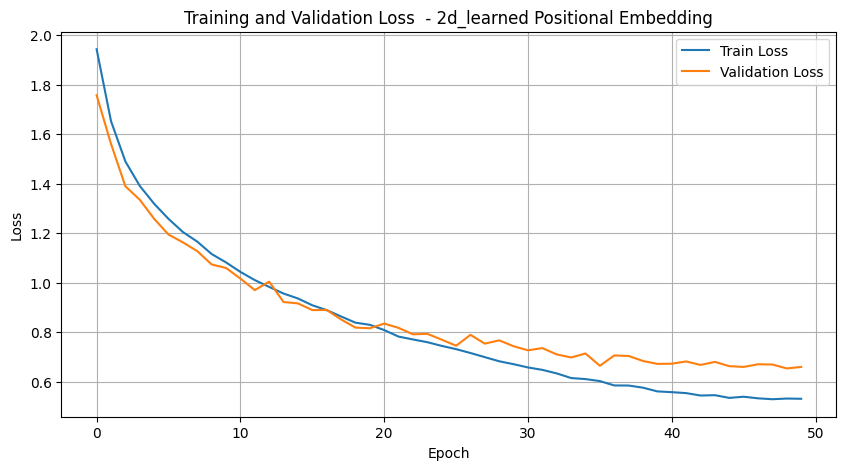 Training and Validation Loss  - 2d_learned Positional Embedding
Train Loss
Validation Loss
Loss
2.0
1.8
1.6
1.4
1.2
1.0
0.8
0.6
0
10
20
30
40
50
Epoch